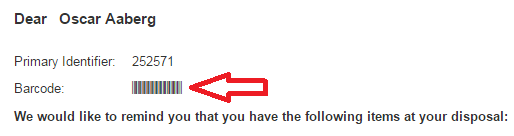 Dear Oscar Aaberg
Primary Identifier: 252571
Barcode:
We would like to remind you that you have the following items at your disposal: